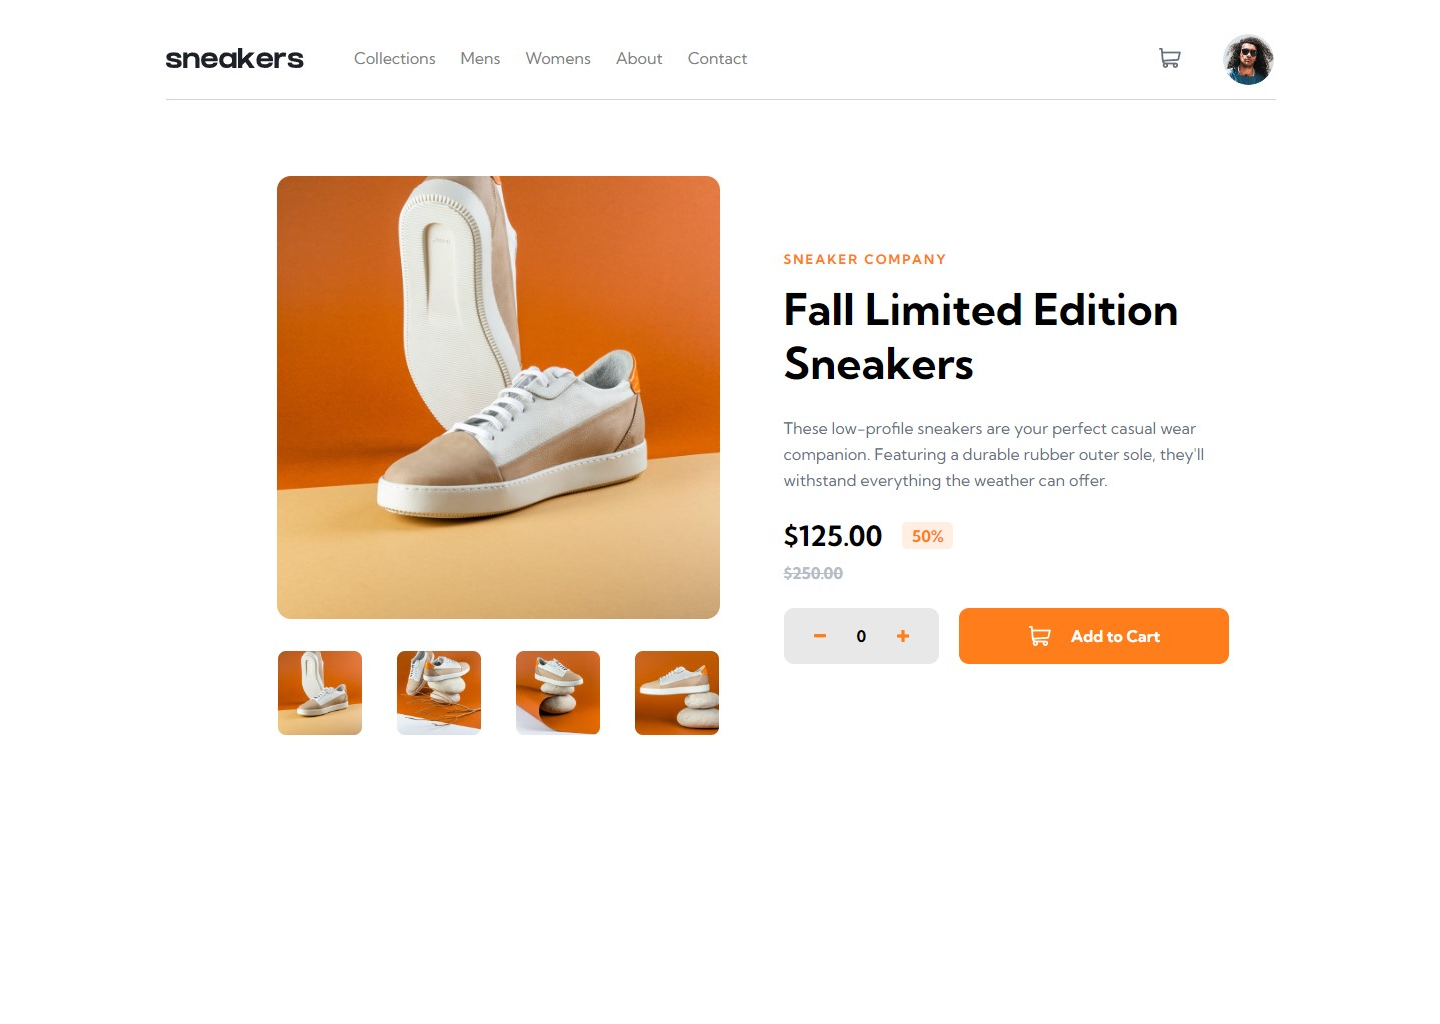 sneakers Collections Mens Womens About Contact
SNEAKER COMPANY
Fall Limited Edition
Sneakers
These low-profile sneakers are your perfect casual wear
companion. Featuring a durable rubber outer sole, they'll
withstand everything the weather can offer.
$125.00 50%
$250.00
0 Add to Cart